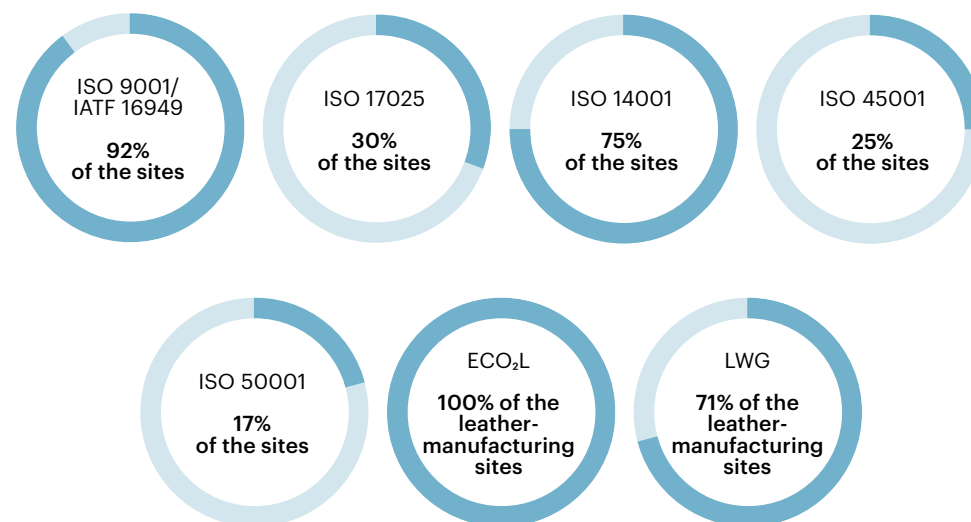 ISO 9001/
IATF 16949
92%
of the sites
ISO 17025
30%
of the sites
ISO 14001
75%
of the sites
ISO 45001
25%
of the sites
ISO 50001
17%
of the sites
ECO₂L
100% of the
leather-
manufacturing
sites
LWG
71% of the
leather-
manufacturing
sites